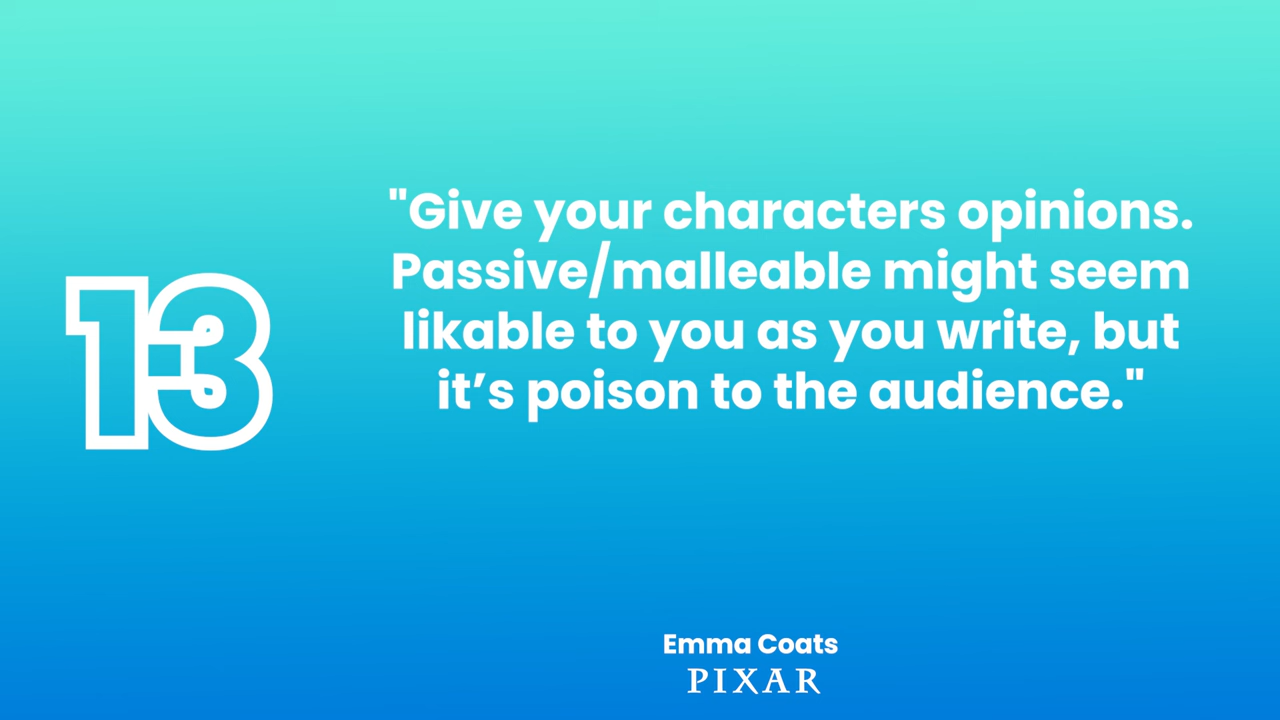 13
"Give your characters opinions.
Passive/malleable might seem
likable to you as you write, but
it’s poison to the audience."
Emma Coats
PIXAR